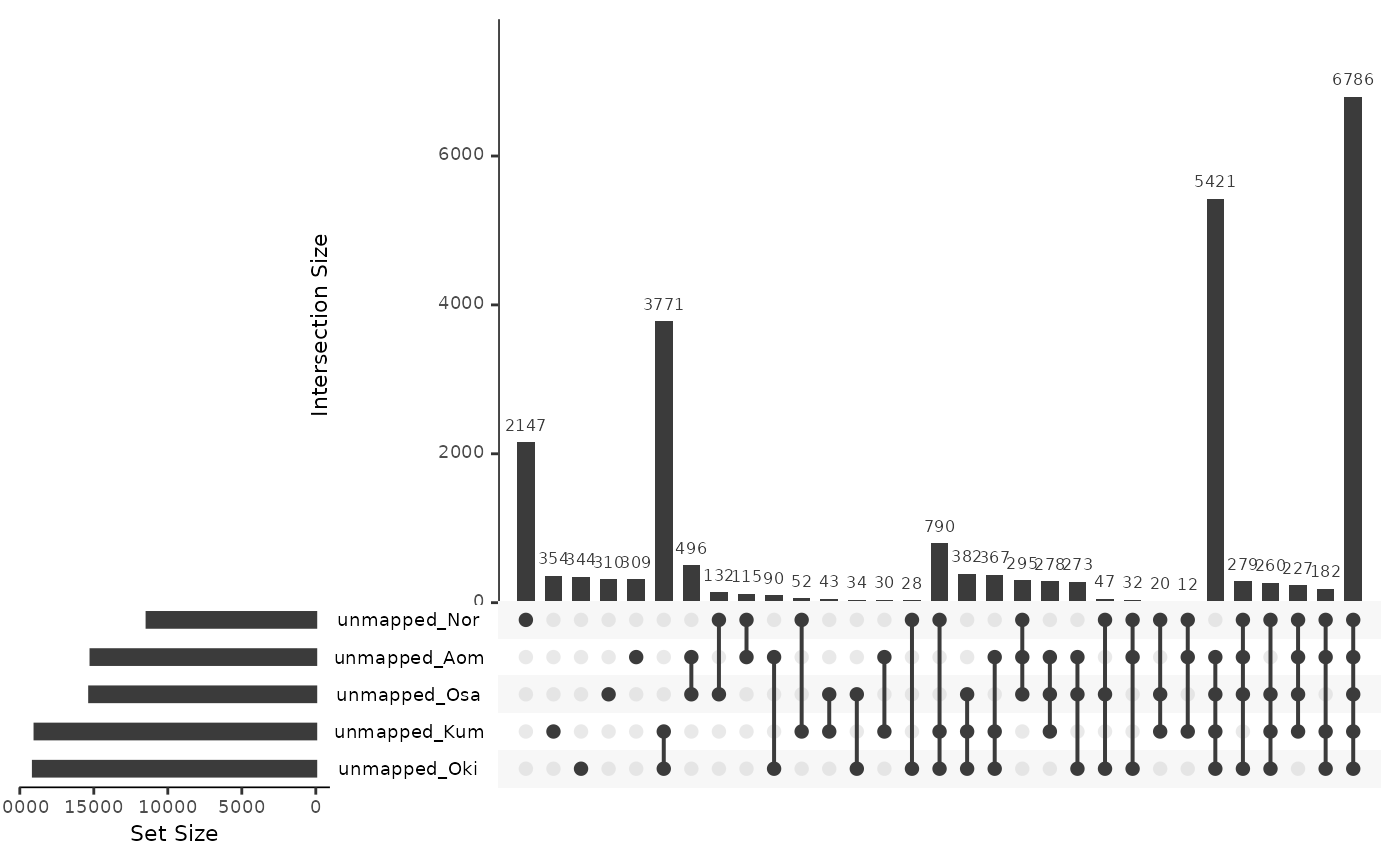 6786
6000
5421
Intersection Size
4000
3771
2147
2000
790
496
354 344 310 309
382 367 295 278 273
279 260 227 182
132 115 90 52 43 34 30 28
47 32 20 12
0
unmapped_Nor
unmapped_Aom
unmapped_Osa
unmapped_Kum
unmapped_Oki
0000 15000 10000 5000 0
Set Size